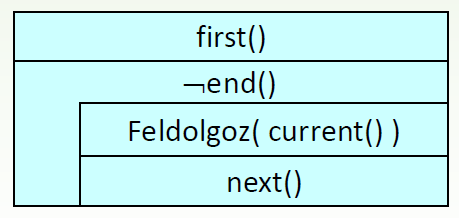 first()
¬end()
Feldolgoz( current() )
next()